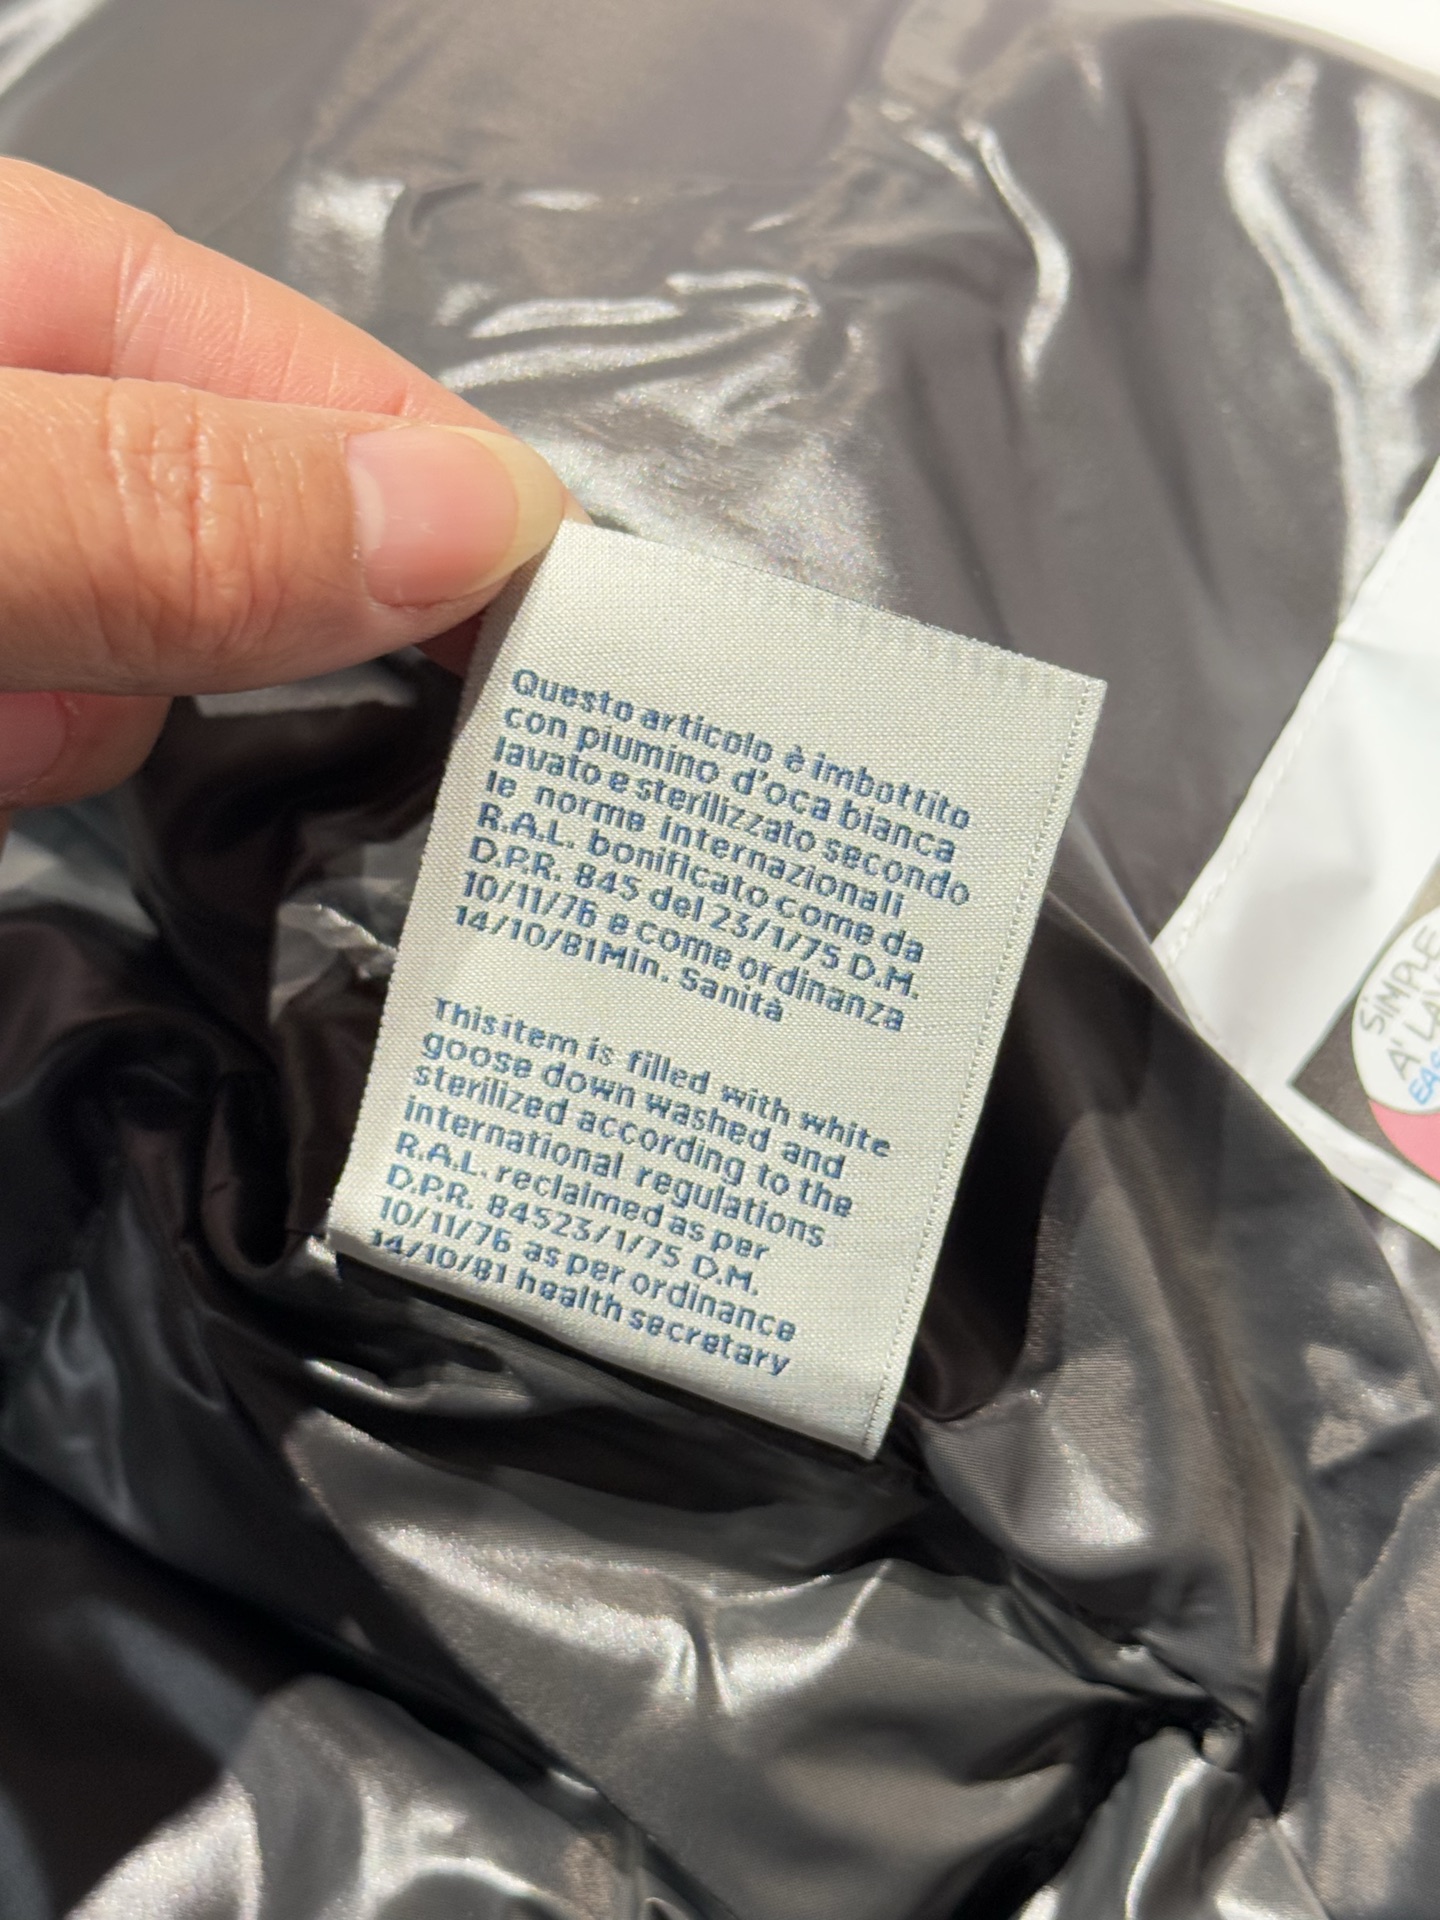 Questo articolo è imbottito
con piumino d'oca bianca
lavato e sterilizzato secondo
le norme internazionali
R.A.L. bonificato come da
D.P.R. 845 del 23/1/75 D.M.
10/11/76 e come ordinanza
14/10/81 Min. Sanità
This item is filled with white
goose down washed and
sterilized according to the
international regulations
R.A.L. reclaimed as per
D.P.R. 84523/1/75 D.M.
10/11/76 as per ordinance
14/10/81 health secretary
SiMPLE
A'